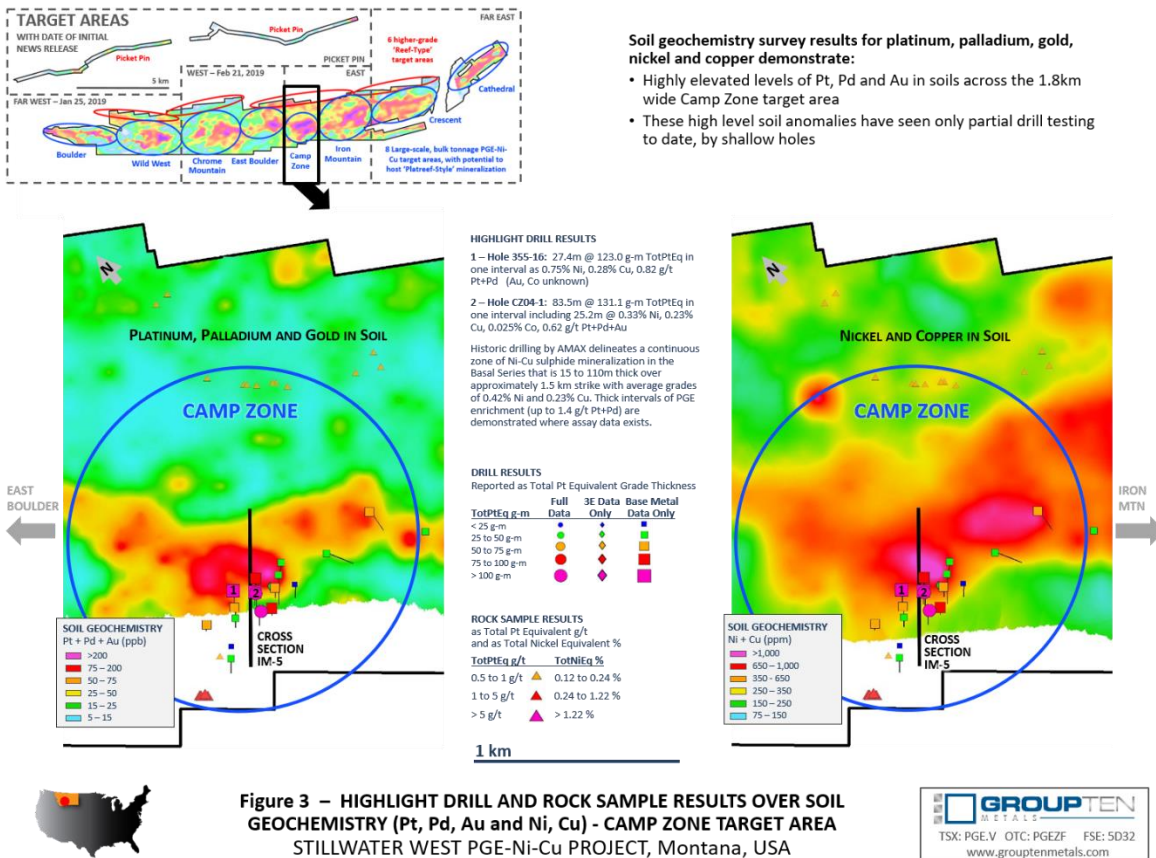 TARGET AREAS
WITH DATE OF INITIAL
NEWS RELEASE
Picket Pin
5 km
Picket Pin
PICKET PIN
6 higher-grade
'Reef-Type'
target areas
FAR EAST
WEST – Feb 21, 2019
EAST
FAR WEST – Jan 25, 2019
Cathedral
Crescent
Boulder
Wild West
Chrome
Mountain
East Boulder
Camp
Zone
Iron
Mountain
8 Large-scale, bulk tonnage PGE-Ni-
Cu target areas, with potential to
host 'Platreef-Style' mineralization
Soil geochemistry survey results for platinum, palladium, gold,
nickel and copper demonstrate:
• Highly elevated levels of Pt, Pd and Au in soils across the 1.8km
wide Camp Zone target area
• These high level soil anomalies have seen only partial drill testing
to date, by shallow holes
N
PLATINUM, PALLADIUM AND GOLD IN SOIL
CAMP ZONE
EAST
BOULDER
1
2
CROSS
SECTION
IM-5
SOIL GEOCHEMISTRY
Pt + Pd + Au (ppb)
>200
75 – 200
50 – 75
25 – 50
15 – 25
5 – 15
HIGHLIGHT DRILL RESULTS
1 – Hole 355-16: 27.4m @ 123.0 g-m TotPtEq in
one interval as 0.75% Ni, 0.28% Cu, 0.82 g/t
Pt+Pd (Au, Co unknown)
2 – Hole CZ04-1: 83.5m @ 131.1 g-m TotPtEq in
one interval including 25.2m @ 0.33% Ni, 0.23%
Cu, 0.025% Co, 0.62 g/t Pt+Pd+Au
Historic drilling by AMAX delineates a continuous
zone of Ni-Cu sulphide mineralization in the
Basal Series that is 15 to 110m thick over
approximately 1.5 km strike with average grades
of 0.42% Ni and 0.23% Cu. Thick intervals of PGE
enrichment (up to 1.4 g/t Pt+Pd) are
demonstrated where assay data exists.
DRILL RESULTS
Reported as Total Pt Equivalent Grade Thickness
TotPtEq g-m Full Data 3E Data Only Base Metal Data Only
< 25 g-m
25 to 50 g-m
50 to 75 g-m
75 to 100 g-m
> 100 g-m
ROCK SAMPLE RESULTS
as Total Pt Equivalent g/t
and as Total Nickel Equivalent %
TotPtEq g/t TotNiEq %
0.5 to 1 g/t 0.12 to 0.24 %
1 to 5 g/t 0.24 to 1.22 %
> 5 g/t > 1.22 %
1 km
N
NICKEL AND COPPER IN SOIL
CAMP ZONE
IRON
MTN
1
2
CROSS
SECTION
IM-5
SOIL GEOCHEMISTRY
Ni + Cu (ppm)
>1,000
650 – 1,000
350 - 650
250 – 350
150 – 250
75 – 150
Figure 3 – HIGHLIGHT DRILL AND ROCK SAMPLE RESULTS OVER SOIL
GEOCHEMISTRY (Pt, Pd, Au and Ni, Cu) - CAMP ZONE TARGET AREA
STILLWATER WEST PGE-Ni-Cu PROJECT, Montana, USA
GROUP TEN
METALS
TSX: PGE.V OTC: PGEZF FSE: 5D32
www.grouptenmetals.com